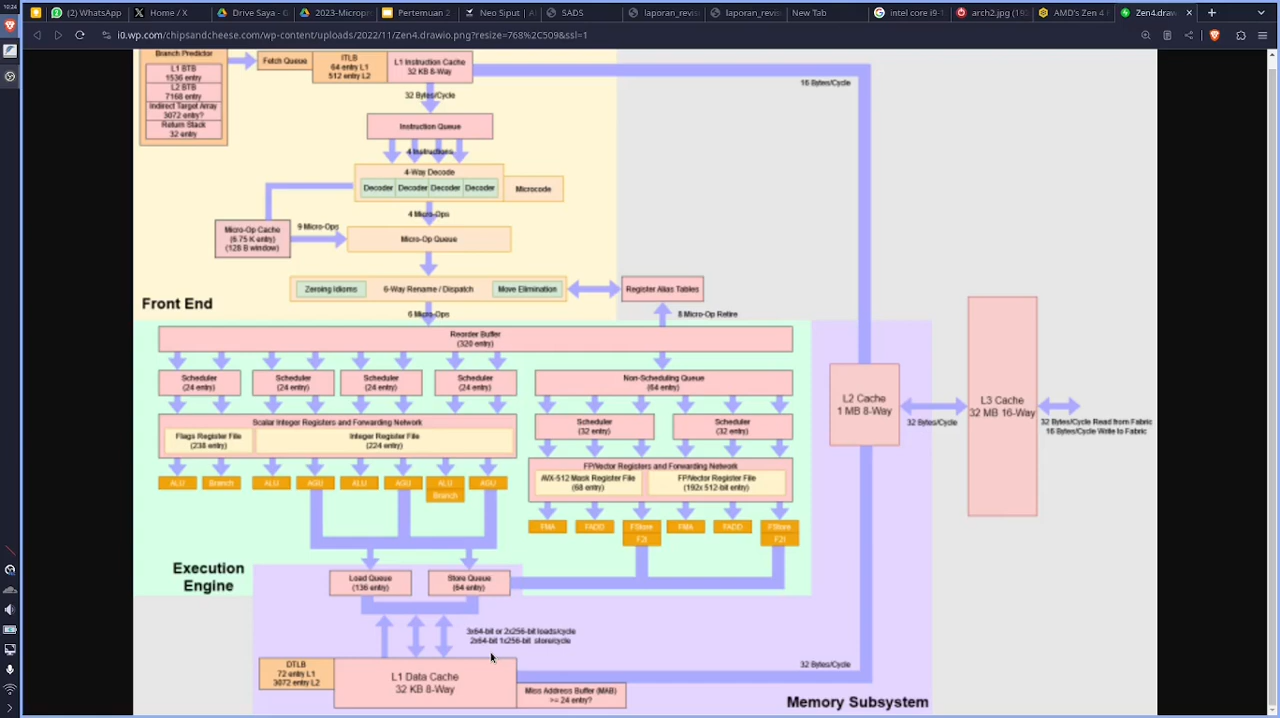 12:24
WhatsApp
Home / X
Drive Saya - G
2023-Microp
Pertemuan 2
Neo Siput
SADS
laporan_revis
laporan_revis
New Tab
intel core i9-1
arch2.jpg (19
AMD's Zen 4
Zen4.drawio
i0.wp.com/chipsandcheese.com/wp-content/uploads/2022/11/Zen4.drawio.png?resize=768%2C509&ssl=1
Branch Predictor
L1 BTB
1536 entry
L2 BTB
7168 entry
Indirect Target Array
3072 entry?
Return Stack
32 entry
Fetch Queue
ITLB
64 entry L1
512 entry L2
L1 Instruction Cache
32 KB 8-Way
16 Bytes/Cycle
32 Bytes/Cycle
Instruction Queue
4 Instructions
4-Way Decode
Decoder
Decoder
Decoder
Decoder
Microcode
4 Micro-Ops
Micro-Op Cache
(6.75 K entry)
(128 B window)
9 Micro-Ops
Micro-Op Queue
Zeroing Idioms
6-Way Rename / Dispatch
Move Elimination
Register Alias Tables
Front End
6 Micro-Ops
8 Micro-Op Retire
Reorder Buffer
(320 entry)
Scheduler
(24 entry)
Scheduler
(24 entry)
Scheduler
(24 entry)
Scheduler
(24 entry)
Non-Scheduling Queue
(64 entry)
Scalar Integer Registers and Forwarding Network
Flags Register File
(238 entry)
Integer Register File
(224 entry)
Scheduler
(32 entry)
Scheduler
(32 entry)
FP/Vector Registers and Forwarding Network
AVX-512 Mask Register File
(68 entry)
FP/Vector Register File
(192x 512-bit entry)
ALU
Branch
ALU
AGU
ALU
AGU
ALU
Branch
AGU
FMA
FADD
FStore
F2I
FMA
FADD
FStore
F2I
L2 Cache
1 MB 8-Way
32 Bytes/Cycle
L3 Cache
32 MB 16-Way
32 Bytes/Cycle Read from Fabric
16 Bytes/Cycle Write to Fabric
Execution
Engine
Load Queue
(136 entry)
Store Queue
(64 entry)
3x64-bit or 2x256-bit loads/cycle
2x64-bit 1x256-bit store/cycle
DTLB
72 entry L1
3072 entry L2
L1 Data Cache
32 KB 8-Way
Miss Address Buffer (MAB)
>= 24 entry?
32 Bytes/Cycle
Memory Subsystem